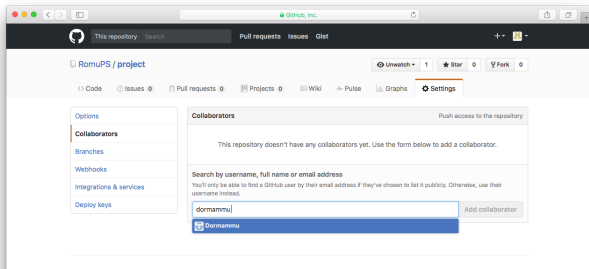 GitHub, Inc.
This repository Search Pull requests Issues Gist
RomuPS / project Unwatch 1 Star 0 Fork 0
Code Issues 0 Pull requests 0 Projects 0 Wiki Pulse Graphs Settings
Options
Collaborators
Branches
Webhooks
Integrations & services
Deploy keys
Collaborators Push access to the repository
This repository doesn't have any collaborators yet. Use the form below to add a collaborator.
Search by username, full name or email address
You'll only be able to find a GitHub user by their email address if they've chosen to list it publicly. Otherwise, use their
username instead.
dormammu Add collaborator
Dormammu